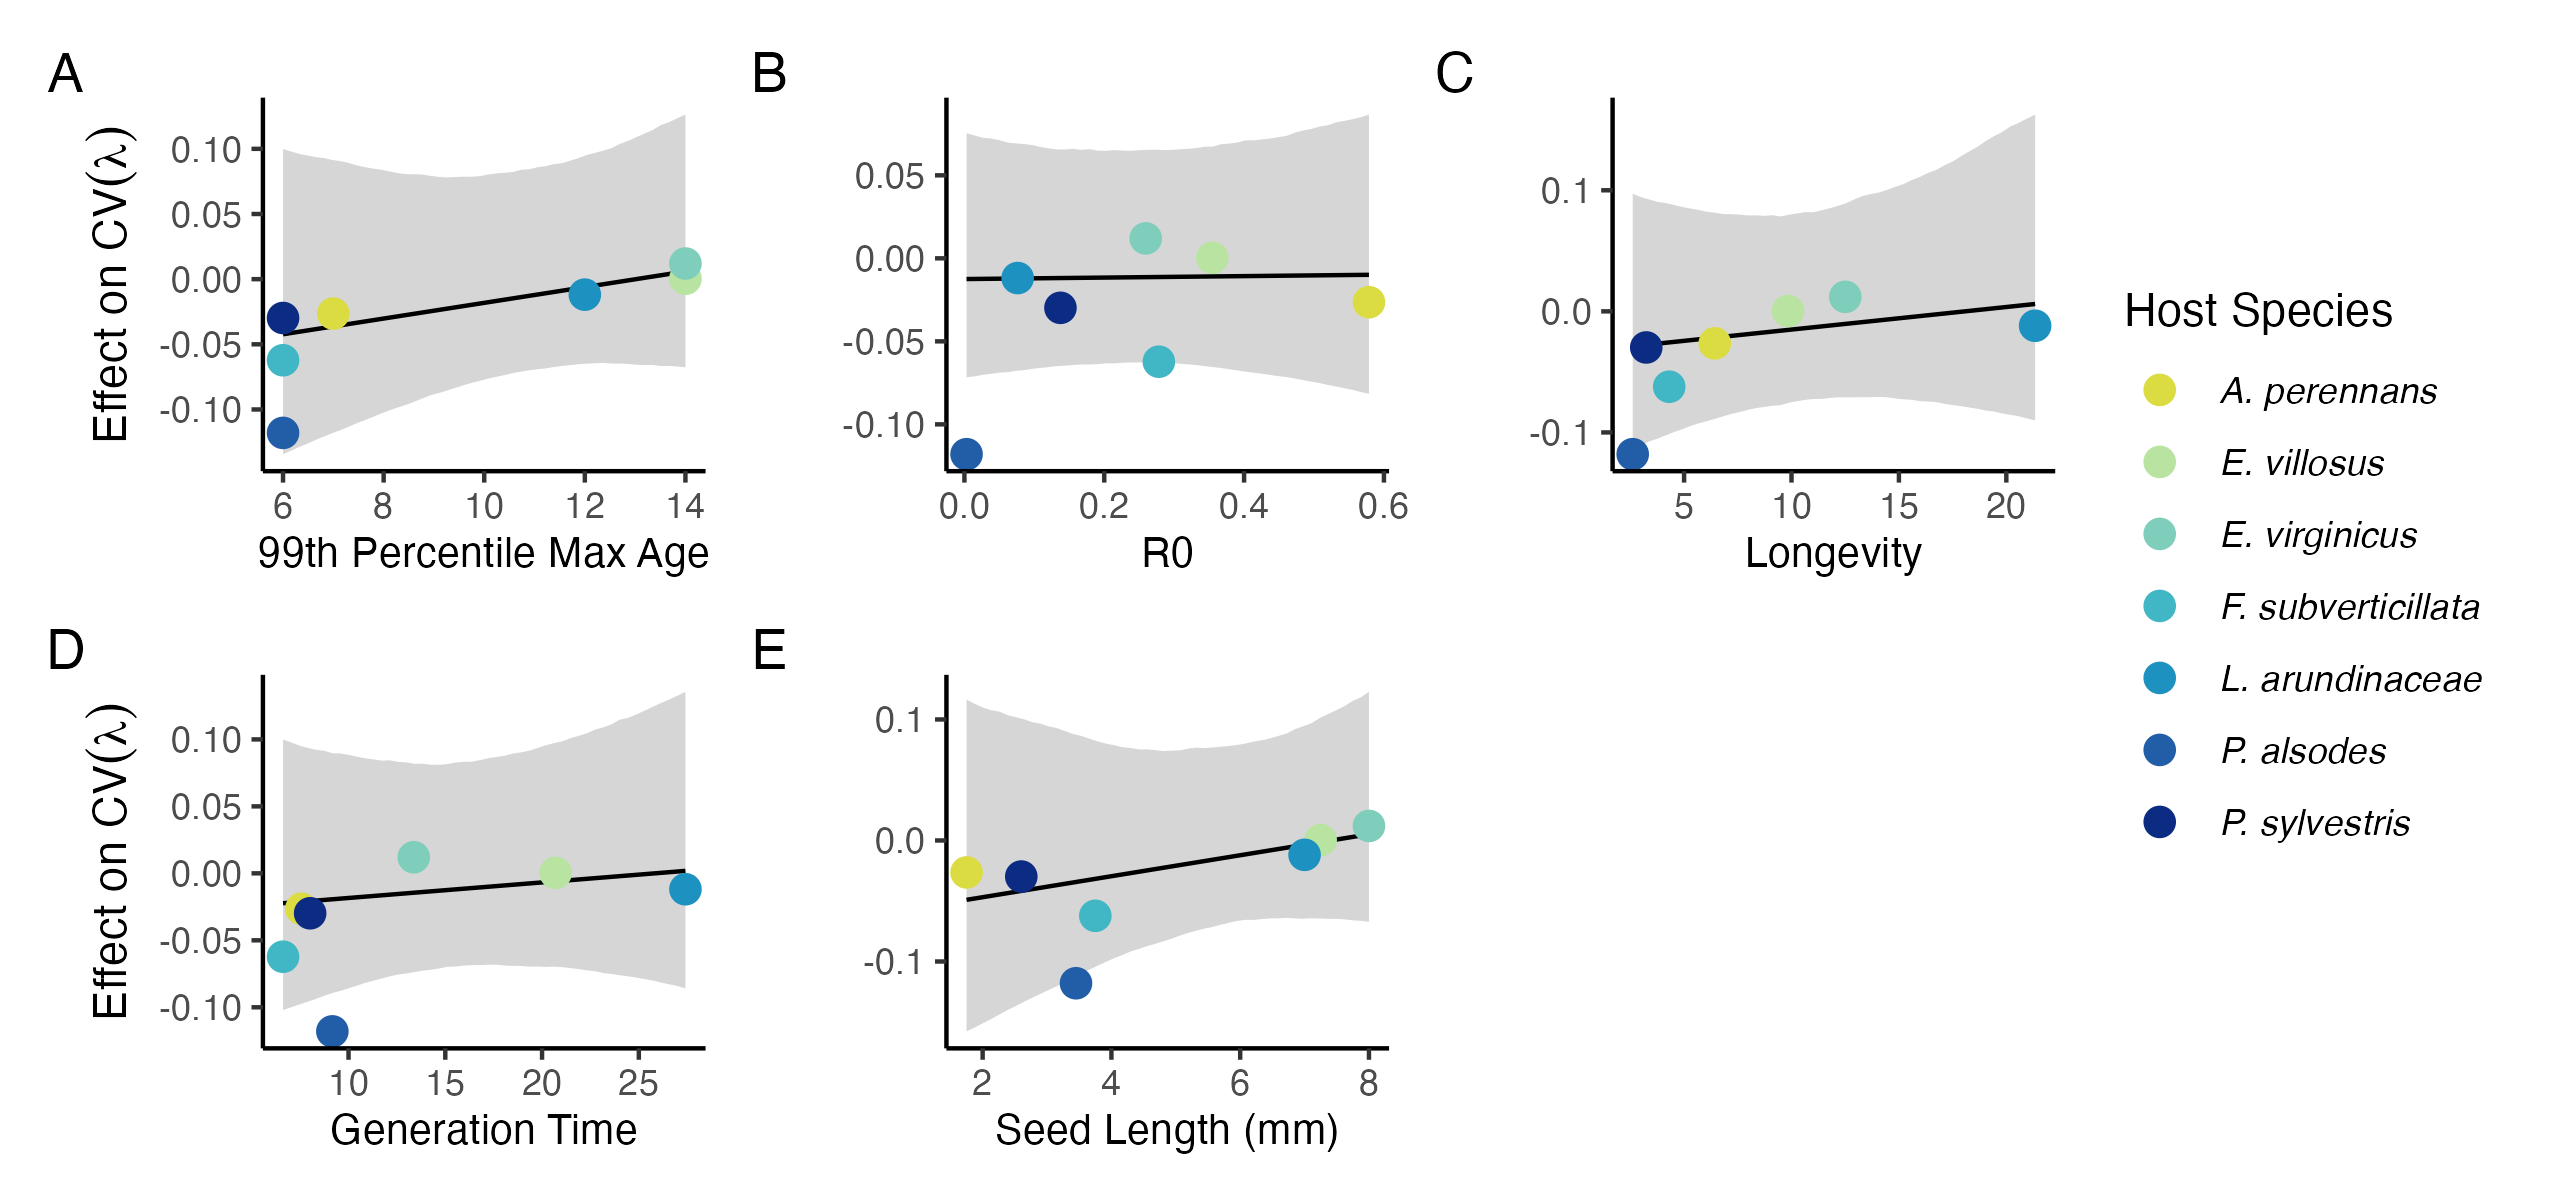 A
Effect on CV(λ)
0.10
0.05
0.00
-0.05
-0.10
6 8 10 12 14
99th Percentile Max Age
B
0.05
0.00
-0.05
-0.10
0.0 0.2 0.4 0.6
R0
C
0.1
0.0
-0.1
5 10 15 20
Longevity
D
Effect on CV(λ)
0.10
0.05
0.00
-0.05
-0.10
10 15 20 25
Generation Time
E
0.1
0.0
-0.1
2 4 6 8
Seed Length (mm)
Host Species
A. perennans
E. villosus
E. virginicus
F. subverticillata
L. arundinaceae
P. alsodes
P. sylvestris